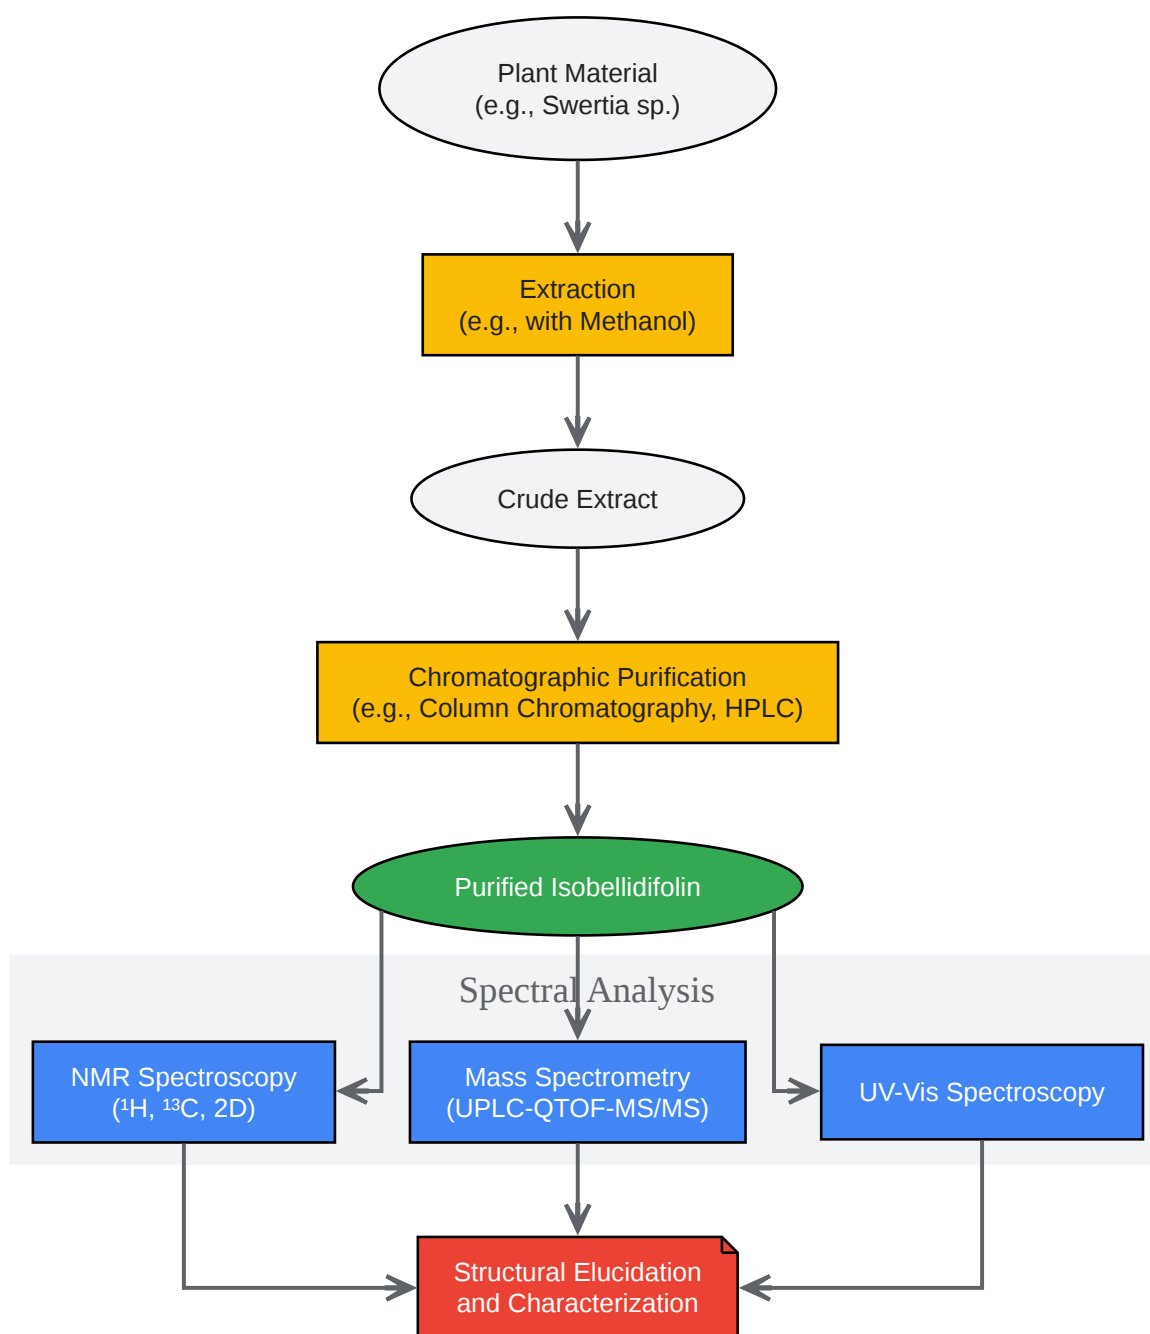 Plant Material
(e.g., Swertia sp.)
Extraction
(e.g., with Methanol)
Crude Extract
Chromatographic Purification
(e.g., Column Chromatography, HPLC)
Purified Isobellidifolin
Spectral Analysis
NMR Spectroscopy
(¹H, ¹³C, 2D)
Mass Spectrometry
(UPLC-QTOF-MS/MS)
UV-Vis Spectroscopy
Structural Elucidation
and Characterization